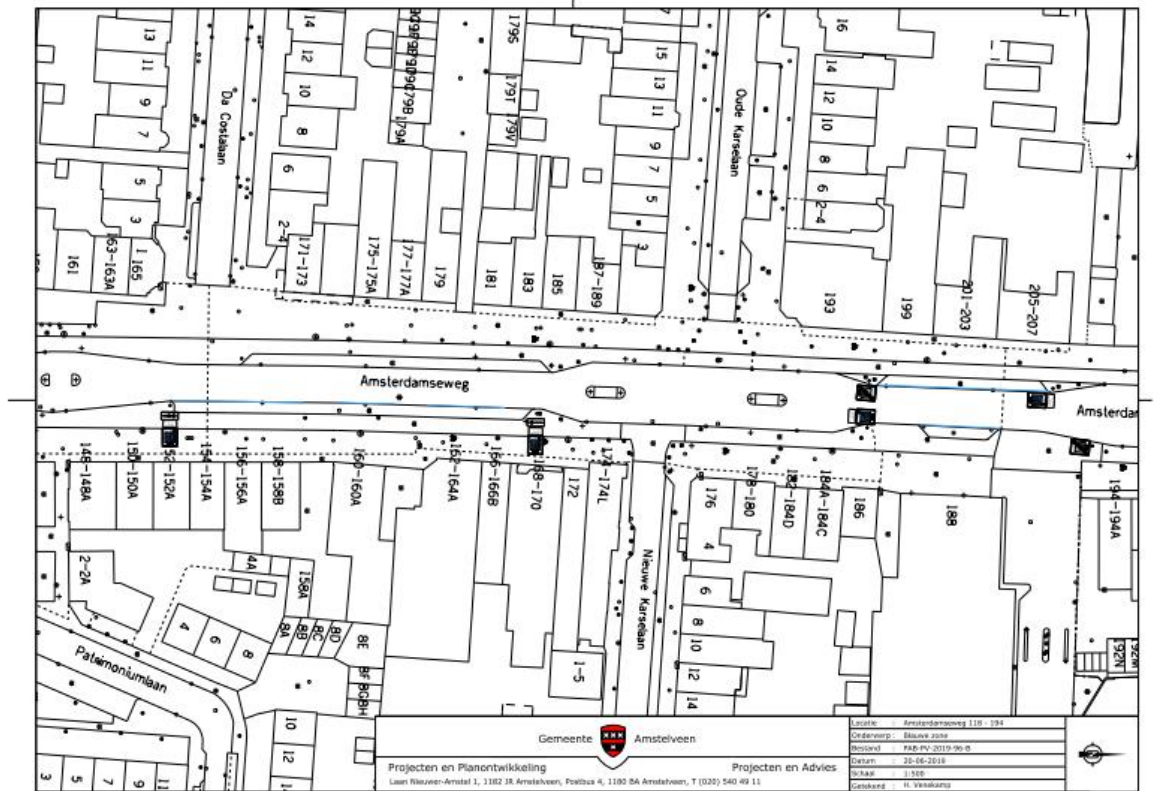 Da Costalaan
Oude Karselaan
Amsterdamseweg
Nieuwe Karselaan
Patrimoniumlaan
13
11
9
7
5
3
161
163-163A
165
14
12
10
8
6
2-4
171-173
175-175A
177-177A
179
179A
179S
179T
179V
181
183
185
187-189
15
13
11
9
7
5
3
16
14
12
10
8
6
2-4
193
199
201-203
205-207
148-148A
150-150A
152-152A
154-154A
156-156A
158-158B
160-160A
162-164A
166-166B
168-170
172
174-174L
176
178-180
182-184D
184A-184C
186
188
194-194A
2-2A
4A
158A
4
6
8
8A
8B
8C
8D
8E
8F
8G
8H
10
12
1-5
4
6
8
10
12
14
3
5
7
9
11
Gemeente Amstelveen
Projecten en Planontwikkeling Projecten en Advies
Laan Nieuwer-Amstel 1, 1182 JR Amstelveen, Postbus 4, 1180 BA Amstelveen, T (020) 540 49 11
Locatie : Amsterdamseweg 116 - 194
Onderwerp : Blauwe zone
Bestand : PAB-PV-2019-96-B
Datum : 20-06-2019
Schaal : 1:500
Getekend : H. Venekamp